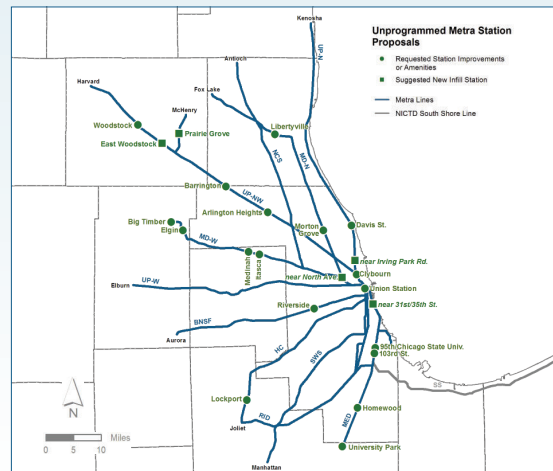 Kenosha
Unprogrammed Metra Station
Proposals
Requested Station Improvements
or Amenities
Suggested New Infill Station
Metra Lines
NICTD South Shore Line
UP-N
Antioch
Harvard
Fox Lake
McHenry
Woodstock
Prairie Grove
Libertyville
East Woodstock
NCS
MD-N
Barrington
UP-NW
Arlington Heights
Big Timber
Elgin
Morton
Grove
Davis St.
MD-W
Medinah
Itasca
near Irving Park Rd.
near North Ave.
Clybourn
UP-W
Elburn
Union Station
Riverside
near 31st/35th St.
BNSF
Aurora
HC
SWS
95th/Chicago State Univ.
103rd St.
SS
Lockport
RID
MED
Homewood
Joliet
University Park
Manhattan
N
Miles
0 5 10